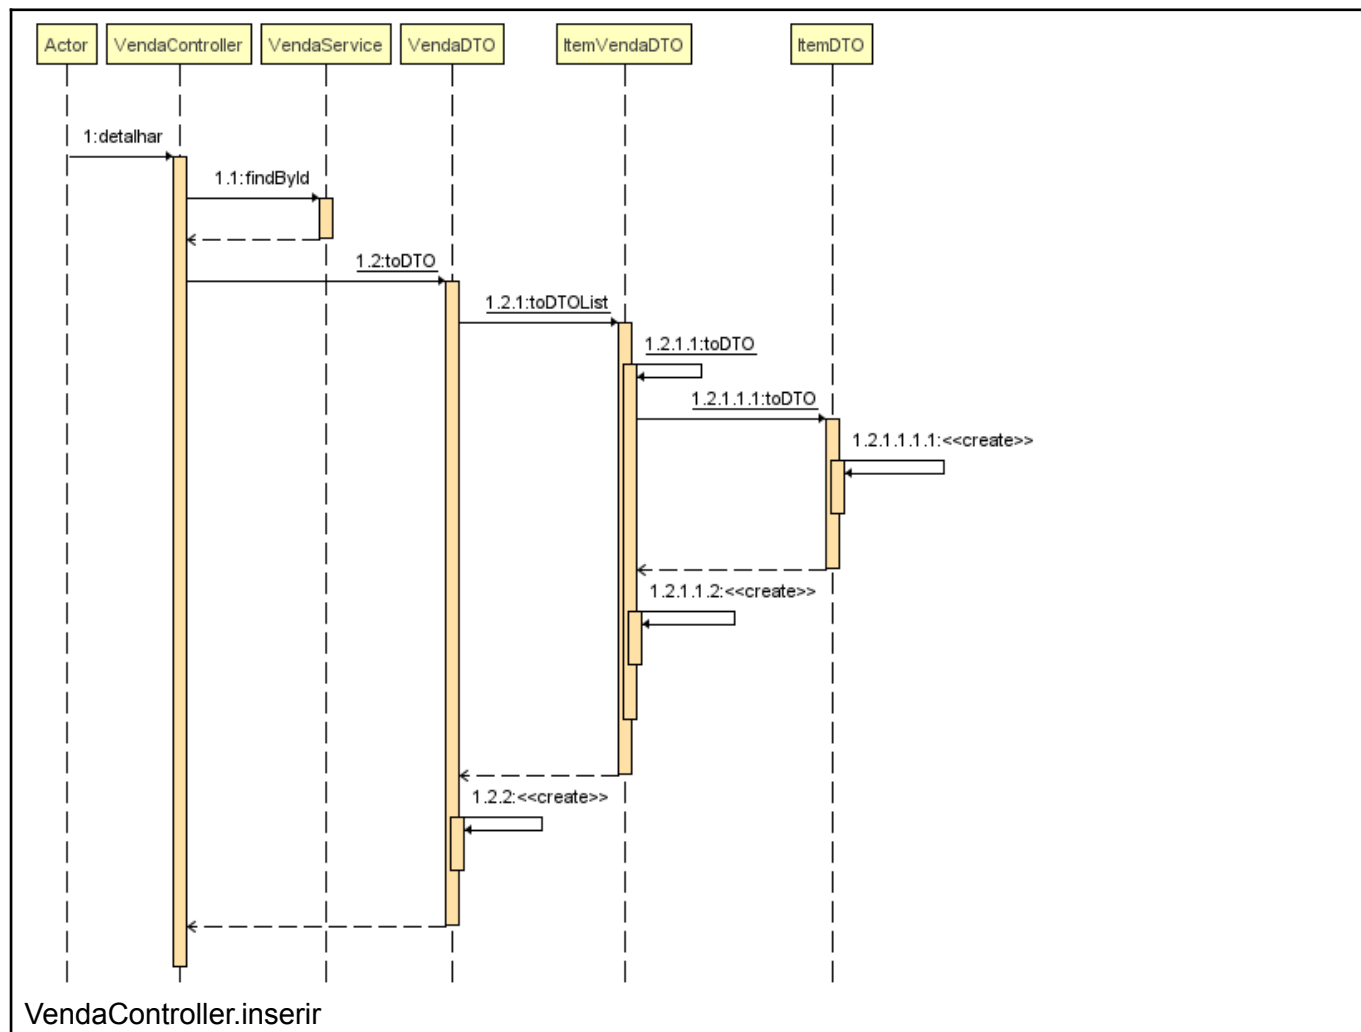 Actor
VendaController
VendaService
VendaDTO
ItemVendaDTO
ItemDTO
1:detalhar
1.1:findById
1.2:toDTO
1.2.1:toDTOList
1.2.1.1:toDTO
1.2.1.1.1:toDTO
1.2.1.1.1.1:<<create>>
1.2.1.1.2:<<create>>
1.2.2:<<create>>
VendaController.inserir